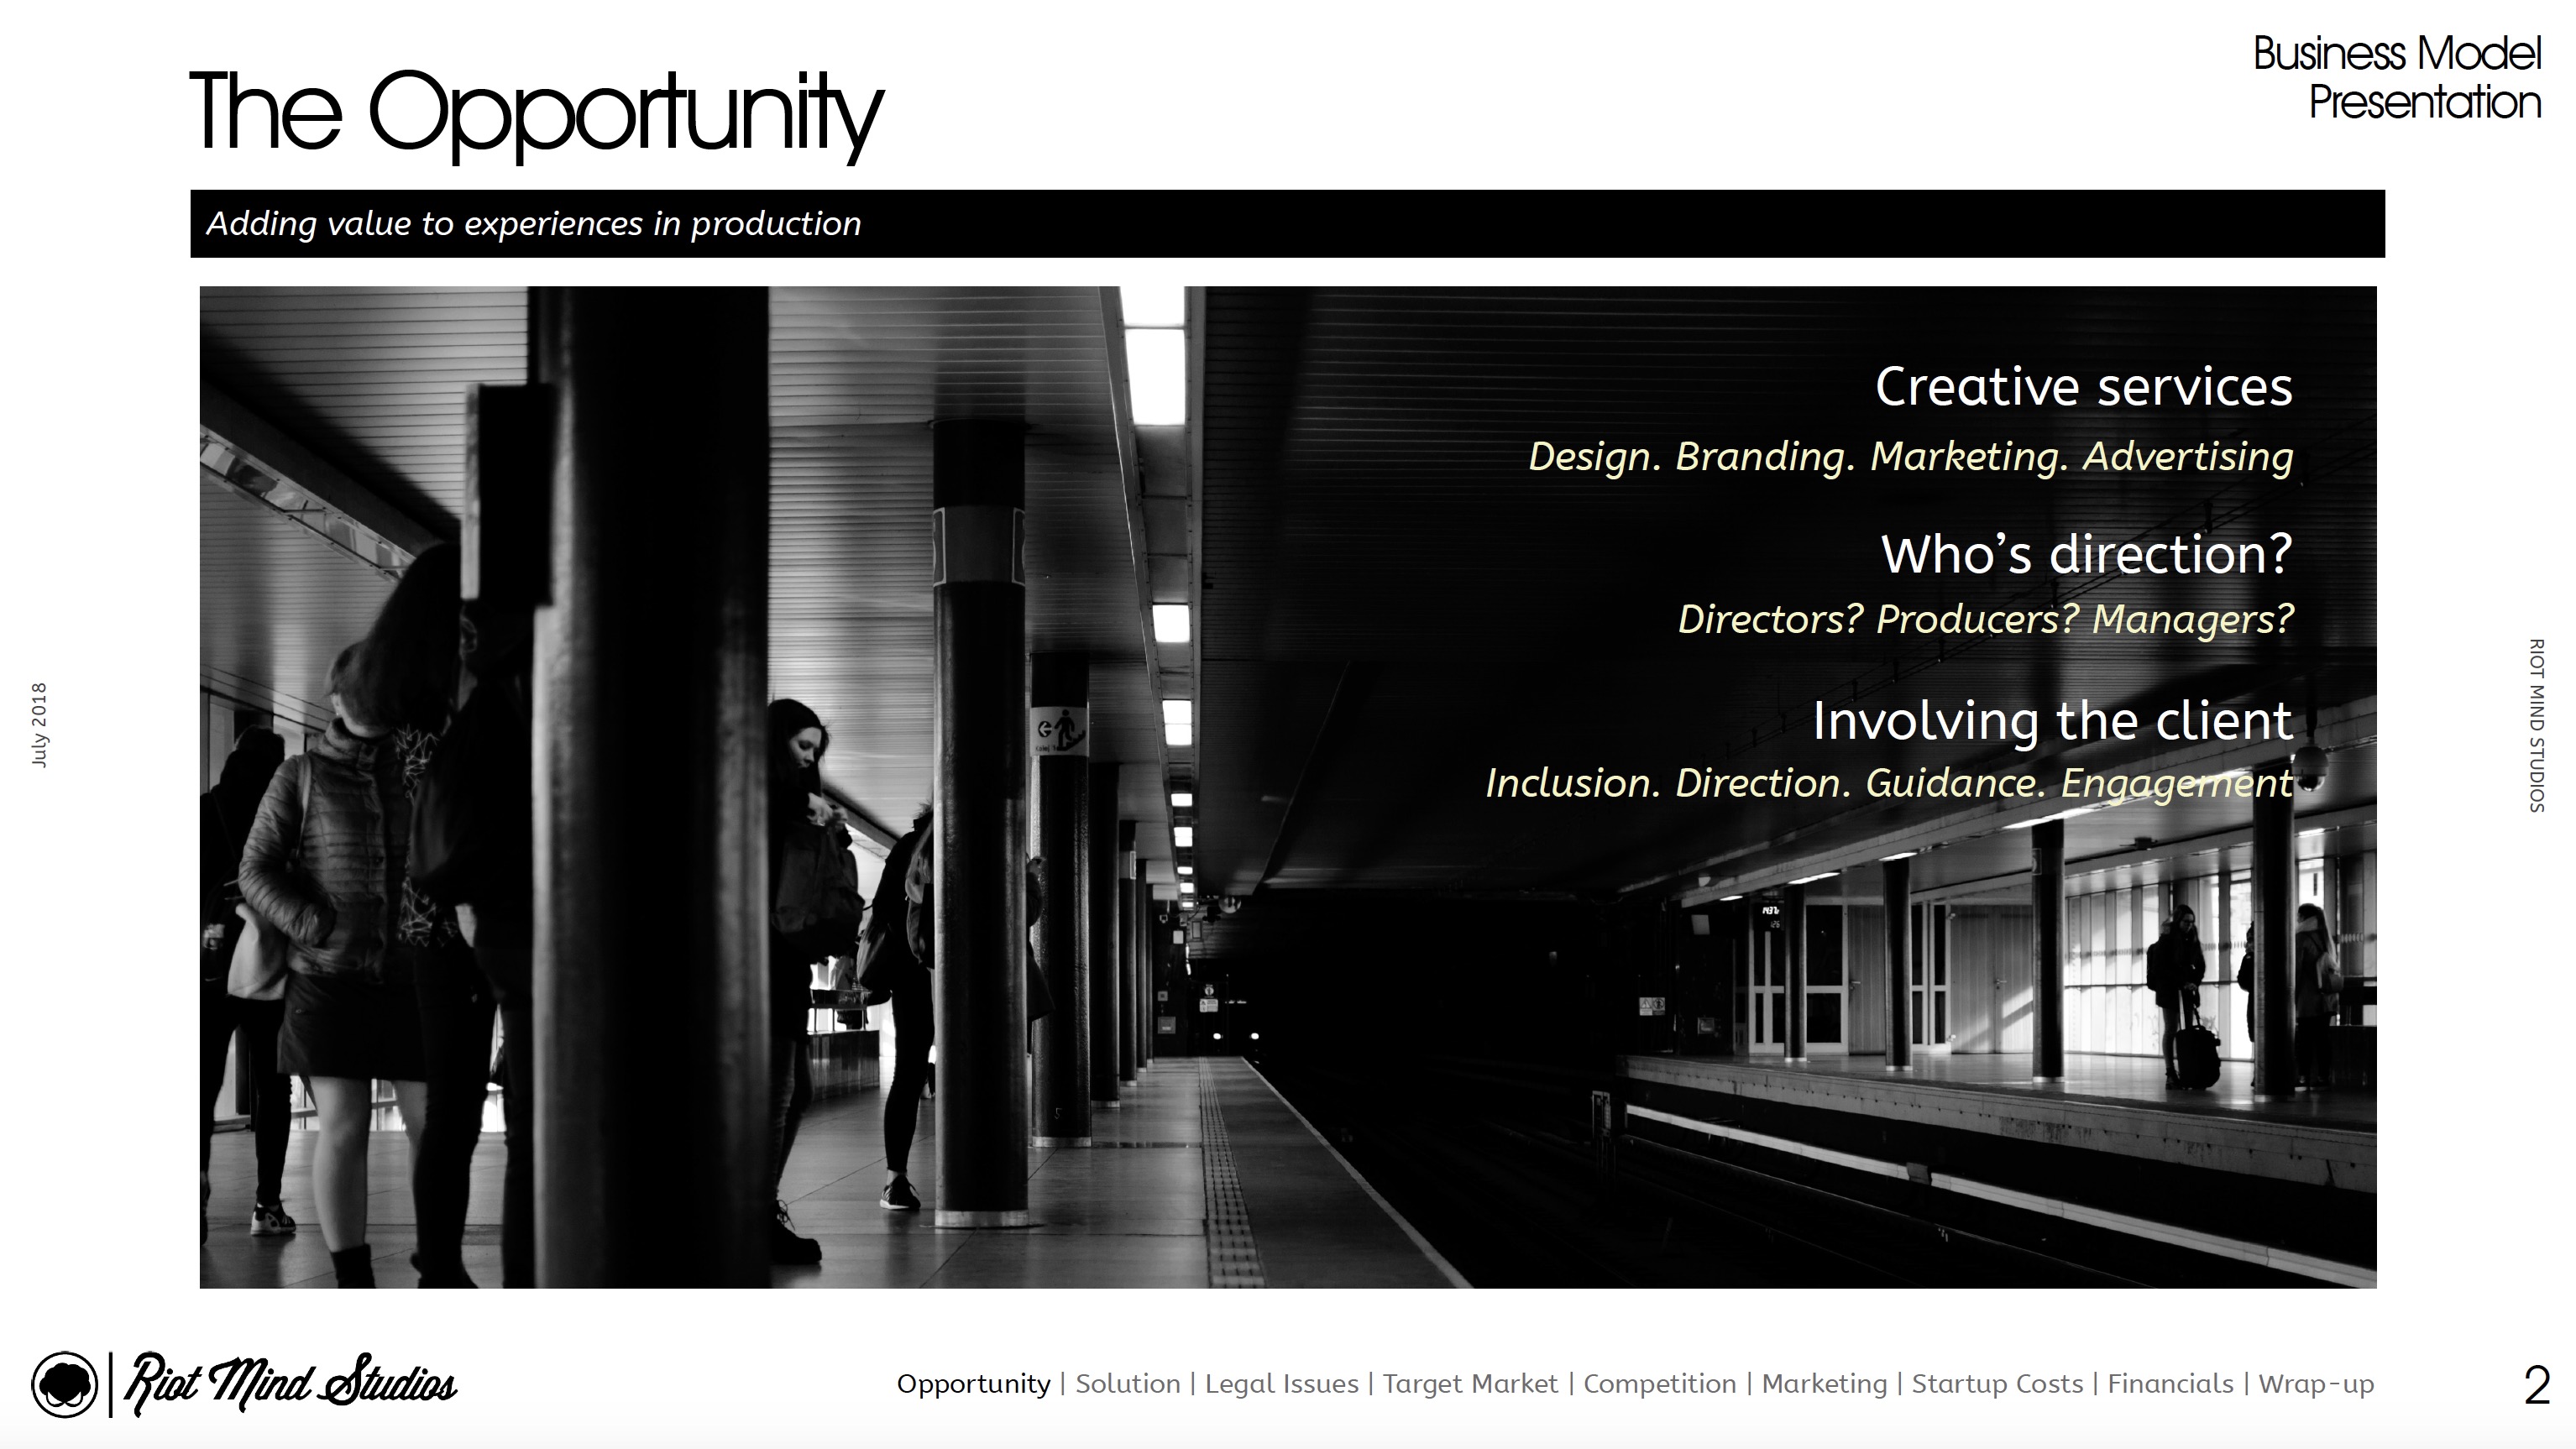 The Opportunity
Business Model
Presentation
Adding value to experiences in production
Creative services
Design. Branding. Marketing. Advertising
Who’s direction?
Directors? Producers? Managers?
Involving the client
Inclusion. Direction. Guidance. Engagement
July 2018
RIOT MIND STUDIOS
Riot Mind Studios
Opportunity | Solution | Legal Issues | Target Market | Competition | Marketing | Startup Costs | Financials | Wrap-up
2